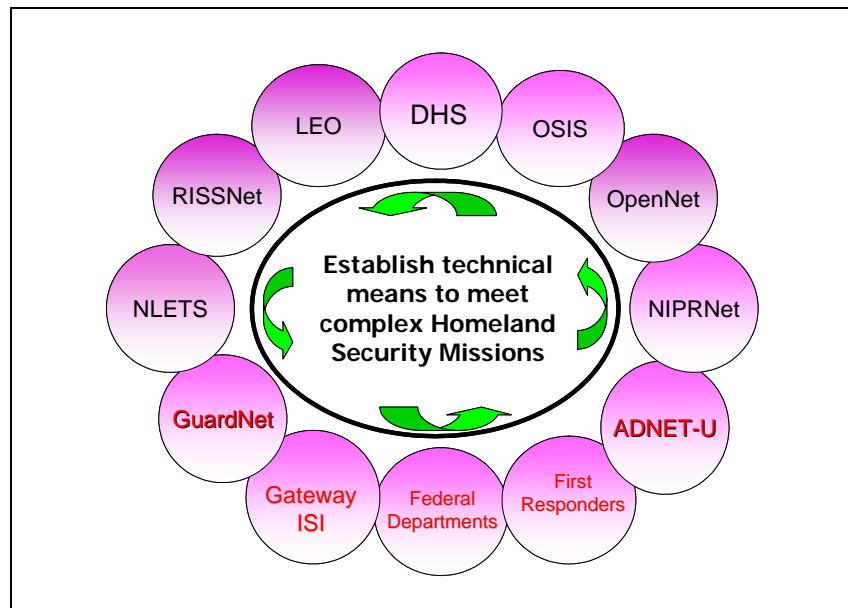 DHS
LEO
OSIS
RISSNet
OpenNet
Establish technical
means to meet
complex Homeland
Security Missions
NLETS
NIPRNet
GuardNet
ADNET-U
Gateway
ISI
Federal
Departments
First
Responders